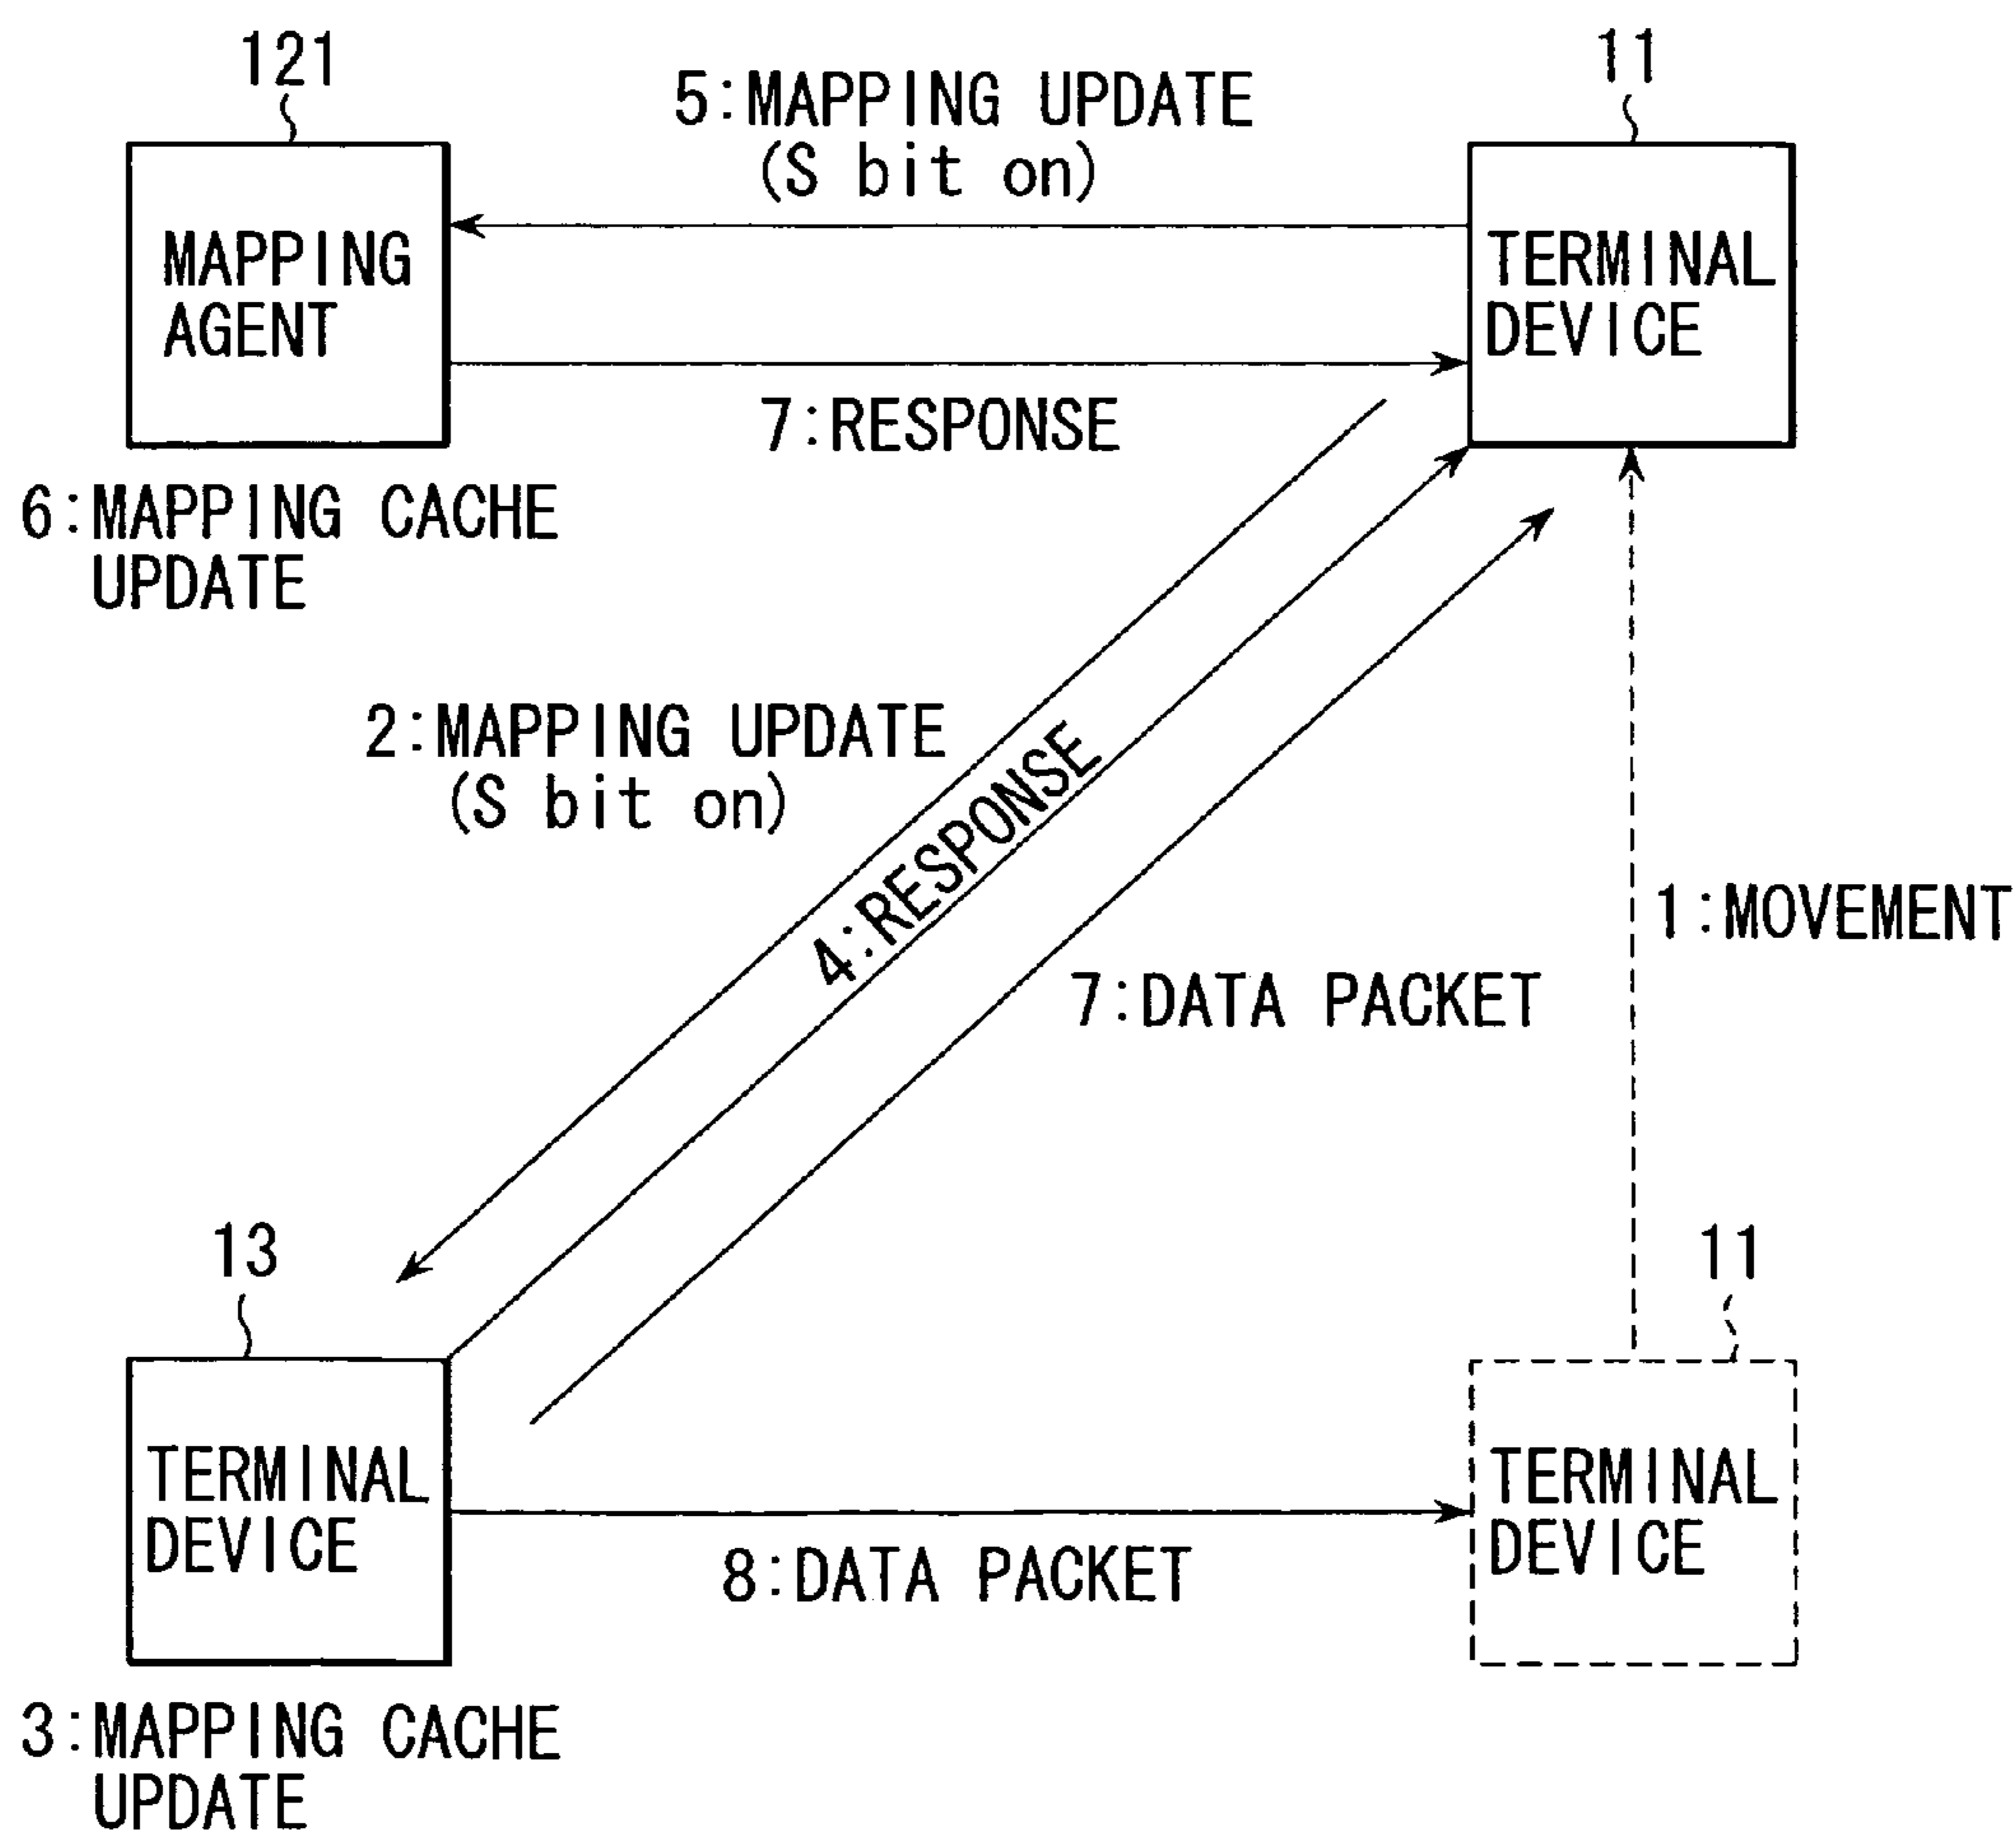 121
11
5:MAPPING UPDATE
(S bit on)
MAPPING
AGENT
TERMINAL
DEVICE
7:RESPONSE
6:MAPPING CACHE
UPDATE
2:MAPPING UPDATE
(S bit on)
4:RESPONSE
1:MOVEMENT
7:DATA PACKET
13
11
TERMINAL
DEVICE
TERMINAL
DEVICE
8:DATA PACKET
3:MAPPING CACHE
UPDATE